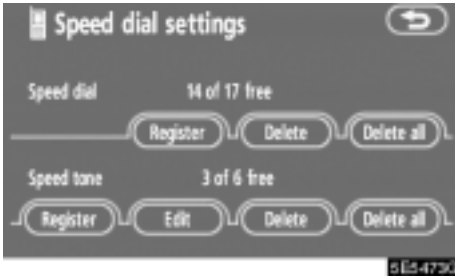 Speed dial settings
Speed dial 14 of 17 free
Register Delete Delete all
Speed tone 3 of 6 free
Register Edit Delete Delete all
5E5473C